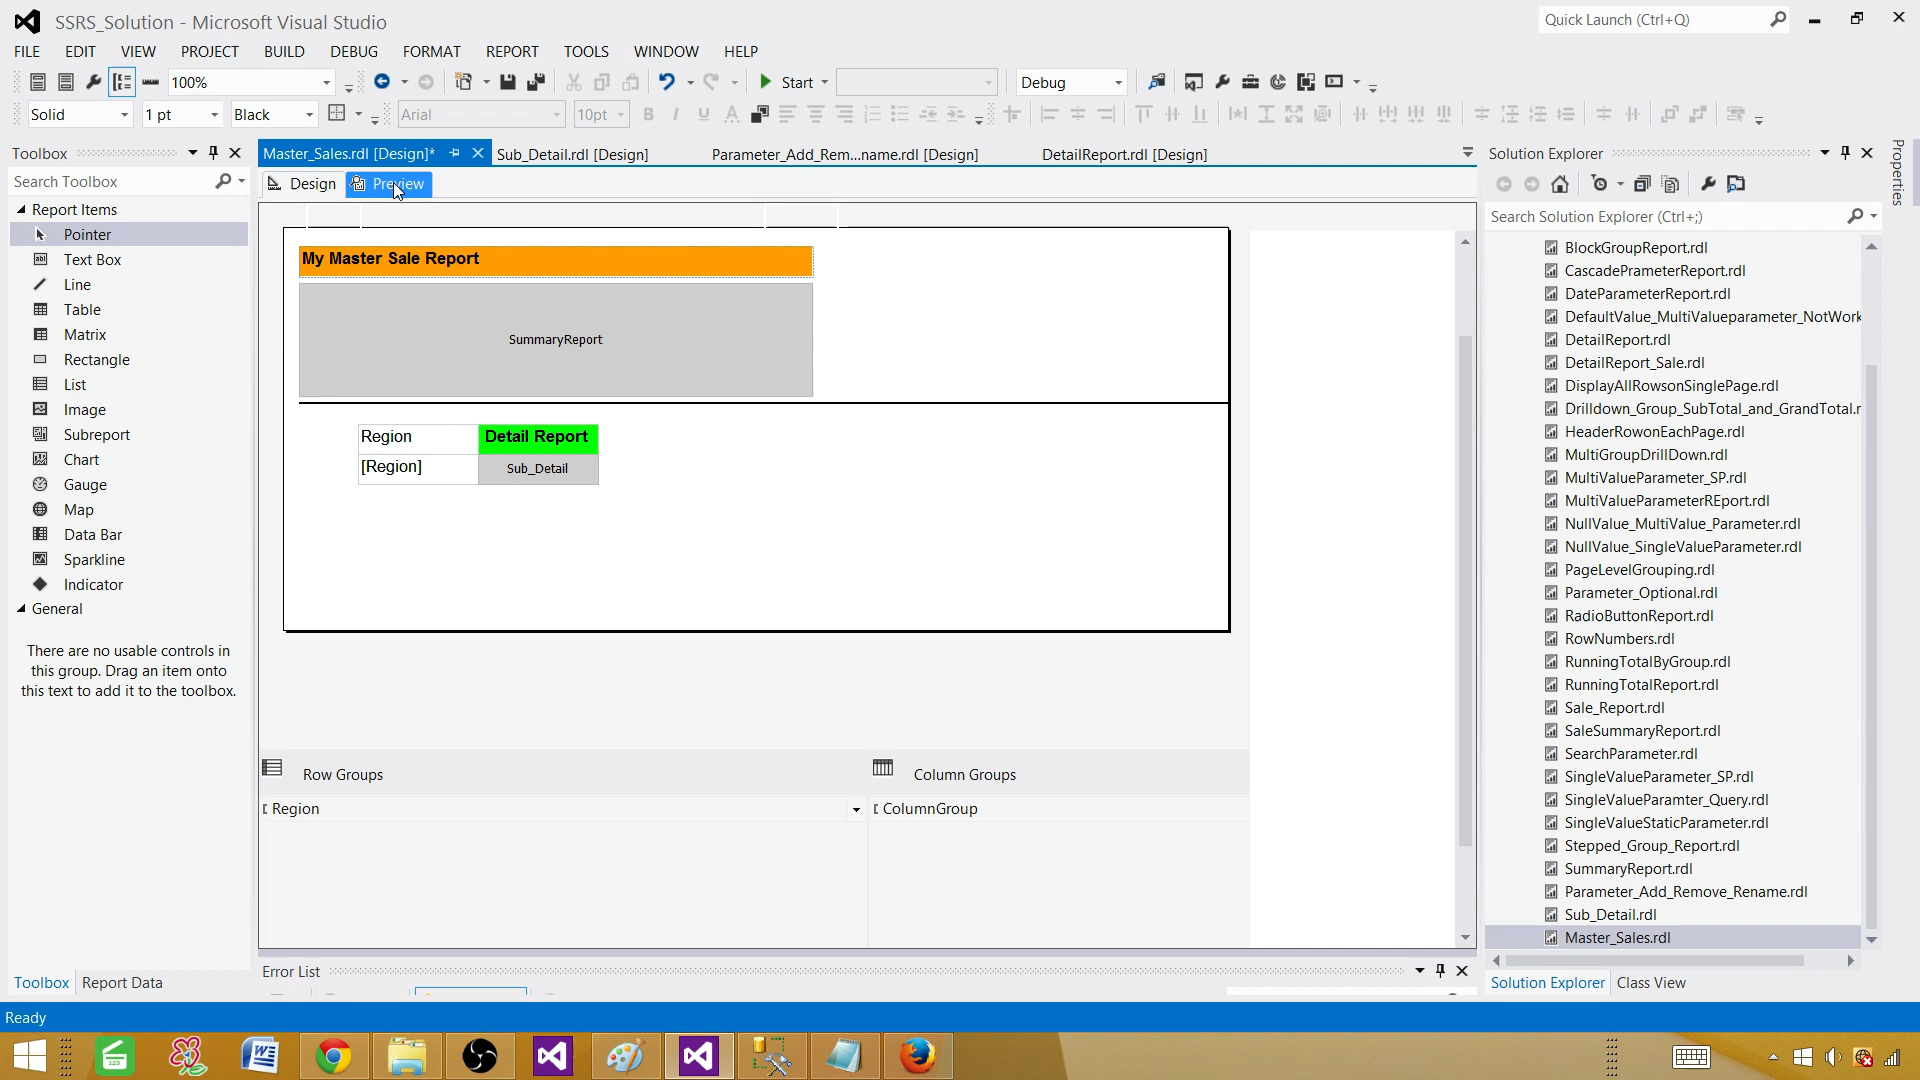 SSRS_Solution - Microsoft Visual Studio
Quick Launch (Ctrl+Q)
FILE EDIT VIEW PROJECT BUILD DEBUG FORMAT REPORT TOOLS WINDOW HELP
100%
Start
Debug
Solid
1 pt
Black
Arial
10pt
B I U A
Toolbox
Master_Sales.rdl [Design]*
Sub_Detail.rdl [Design]
Parameter_Add_Rem...name.rdl [Design]
DetailReport.rdl [Design]
Solution Explorer
Properties
Search Toolbox
Design
Preview
Search Solution Explorer (Ctrl+;)
Report Items
Pointer
Text Box
Line
Table
Matrix
Rectangle
List
Image
Subreport
Chart
Gauge
Map
Data Bar
Sparkline
Indicator
General
There are no usable controls in
this group. Drag an item onto
this text to add it to the toolbox.
Toolbox
Report Data
My Master Sale Report
SummaryReport
Region
Detail Report
[Region]
Sub_Detail
Row Groups
Column Groups
Region
ColumnGroup
Error List
BlockGroupReport.rdl
CascadePrameterReport.rdl
DateParameterReport.rdl
DefaultValue_MultiValueparameter_NotWork
DetailReport.rdl
DetailReport_Sale.rdl
DisplayAllRowsonSinglePage.rdl
Drilldown_Group_SubTotal_and_GrandTotal.r
HeaderRowonEachPage.rdl
MultiGroupDrillDown.rdl
MultiValueParameter_SP.rdl
MultiValueParameterREport.rdl
NullValue_MultiValue_Parameter.rdl
NullValue_SingleValueParameter.rdl
PageLevelGrouping.rdl
Parameter_Optional.rdl
RadioButtonReport.rdl
RowNumbers.rdl
RunningTotalByGroup.rdl
RunningTotalReport.rdl
Sale_Report.rdl
SaleSummaryReport.rdl
SearchParameter.rdl
SingleValueParameter_SP.rdl
SingleValueParamter_Query.rdl
SingleValueStaticParameter.rdl
Stepped_Group_Report.rdl
SummaryReport.rdl
Parameter_Add_Remove_Rename.rdl
Sub_Detail.rdl
Master_Sales.rdl
Solution Explorer
Class View
Ready